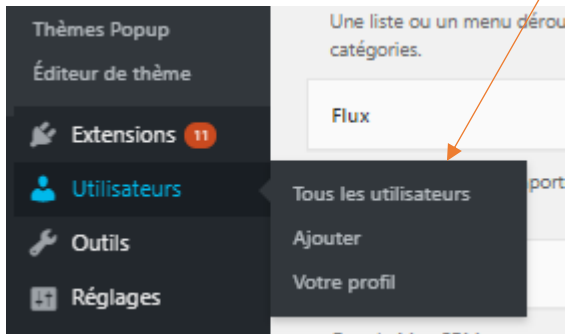 Thèmes Popup
Éditeur de thème
Extensions 11
Utilisateurs
Outils
Réglages
Tous les utilisateurs
Ajouter
Votre profil
Une liste ou un menu dérou
catégories.
Flux
port